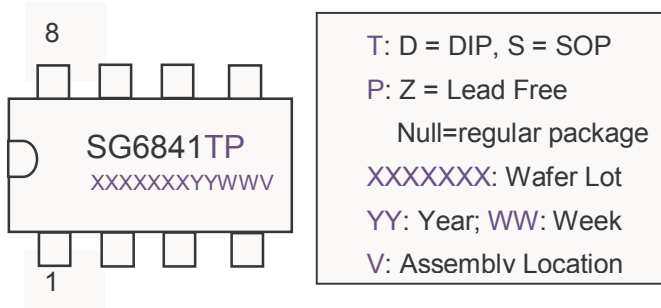 8
SG6841TP
XXXXXXXYYWWV
1
T: D = DIP, S = SOP
P: Z = Lead Free
Null=regular package
XXXXXXX: Wafer Lot
YY: Year; WW: Week
V: Assembly Location